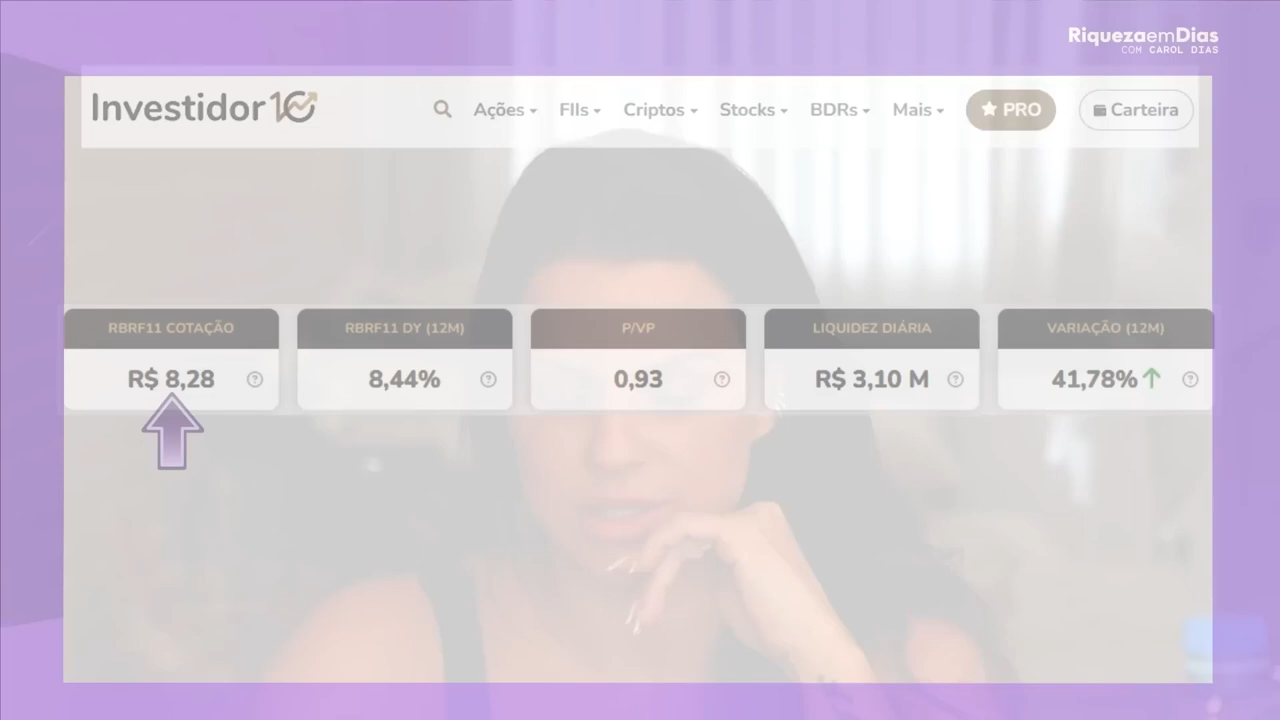 RiquezaemDias
COM CAROL DIAS
Investidor10
Ações FIIs Criptos Stocks BDRs Mais PRO Carteira
RBRF11 COTAÇÃO
R$ 8,28 ?
RBRF11 DY (12M)
8,44% ?
P/VP
0,93 ?
LIQUIDEZ DIÁRIA
R$ 3,10 M ?
VARIAÇÃO (12M)
41,78% ?